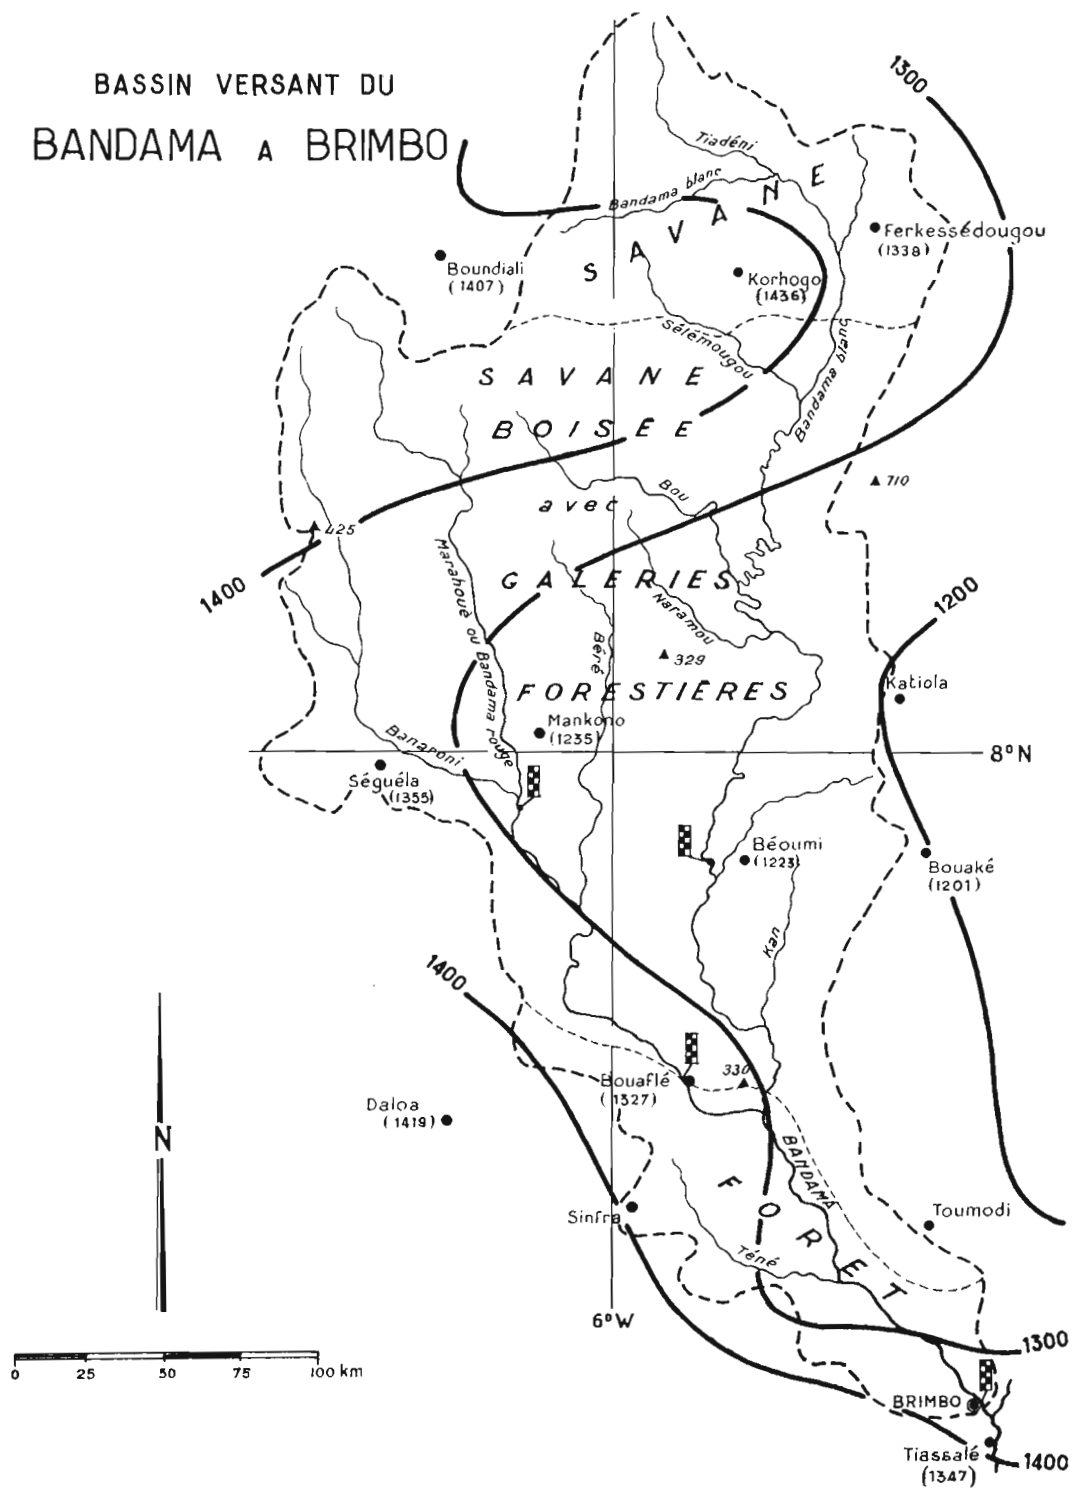 BASSIN VERSANT DU
BANDAMA A BRIMBO
1300
Tiadéni
Bandama blanc
SAVANE
Ferkessédougou
(1338)
Boundiali
(1407)
Korhogo
(1436)
Sélémougou
Bandama blanc
SAVANE
BOISÉE
avec
GALERIES
FORESTIÈRES
Bou
710
425
1400
Marahoué ou Bandama rouge
Naramou
Béré
329
1200
Katiola
Mankono
(1235)
Banaponi
8°N
Séguéla
(1355)
Béoumi
(1223)
Bouaké
(1201)
Kan
1400
330
Bouaflé
(1327)
Daloa
(1419)
N
BANDAMA
FORET
Sinfra
Toumodi
Téné
6°W
1300
0 25 50 75 100 km
BRIMBO
Tiassalé
(1347)
1400